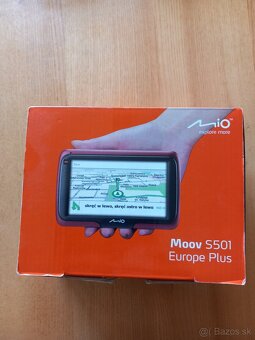 Mio
explore more
skręć w lewo, skręć ostro w lewo
Mio
Moov S501
Europe Plus
© Bazos.sk